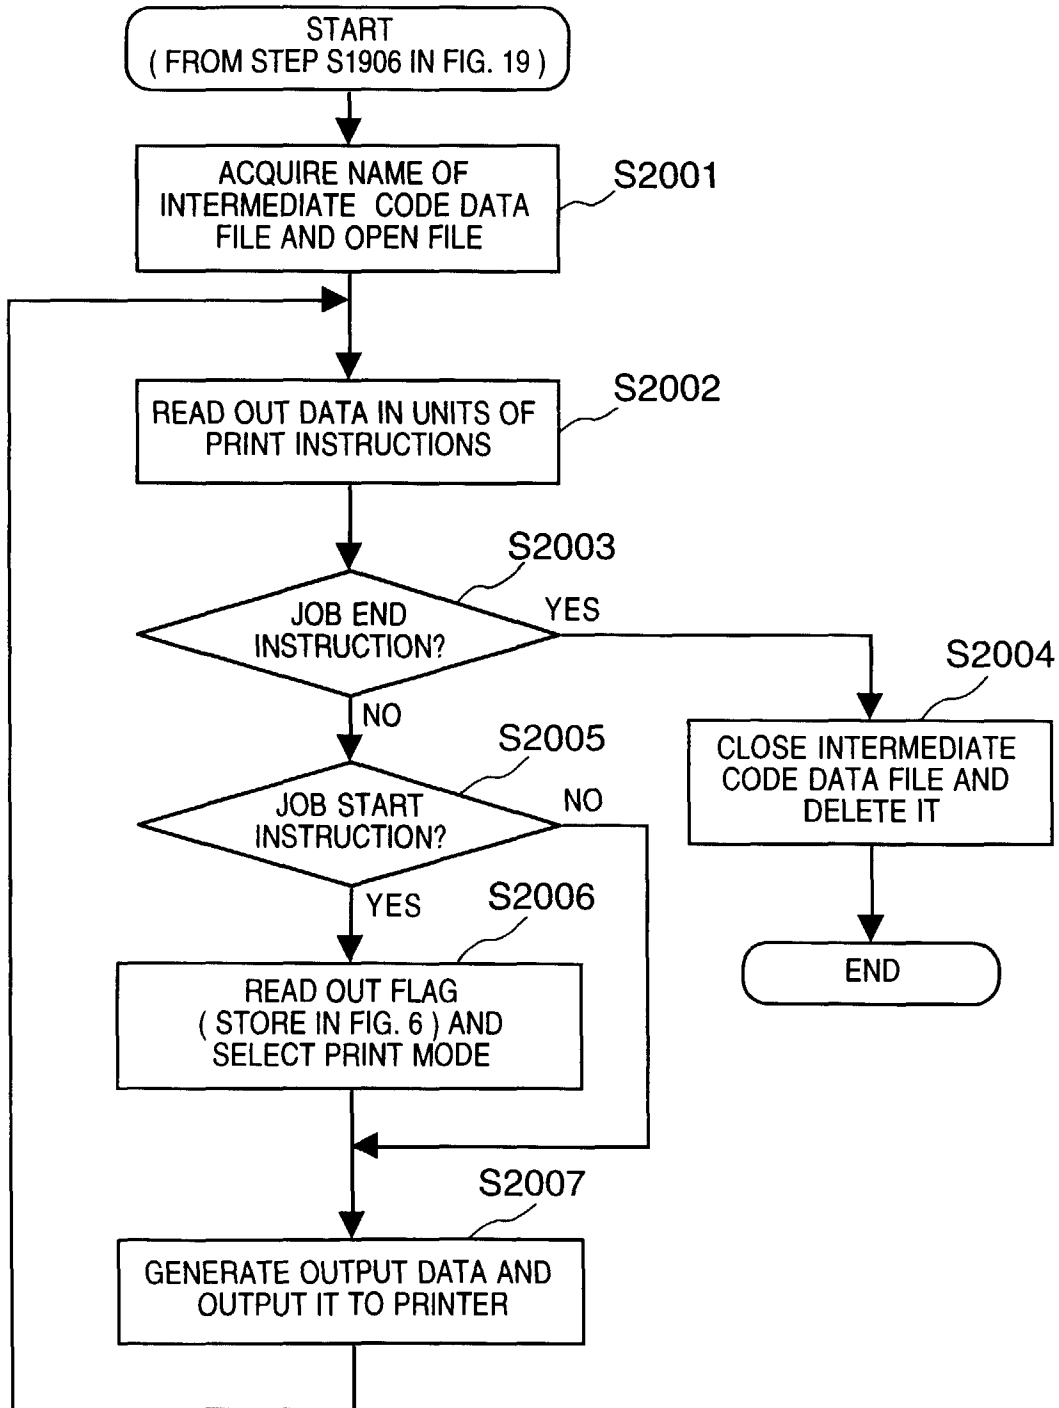 START
( FROM STEP S1906 IN FIG. 19 )
ACQUIRE NAME OF
INTERMEDIATE CODE DATA
FILE AND OPEN FILE
S2001
READ OUT DATA IN UNITS OF
PRINT INSTRUCTIONS
S2002
JOB END
INSTRUCTION?
S2003
YES
NO
S2004
CLOSE INTERMEDIATE
CODE DATA FILE AND
DELETE IT
END
JOB START
INSTRUCTION?
S2005
NO
YES
S2006
READ OUT FLAG
( STORE IN FIG. 6 ) AND
SELECT PRINT MODE
S2007
GENERATE OUTPUT DATA AND
OUTPUT IT TO PRINTER